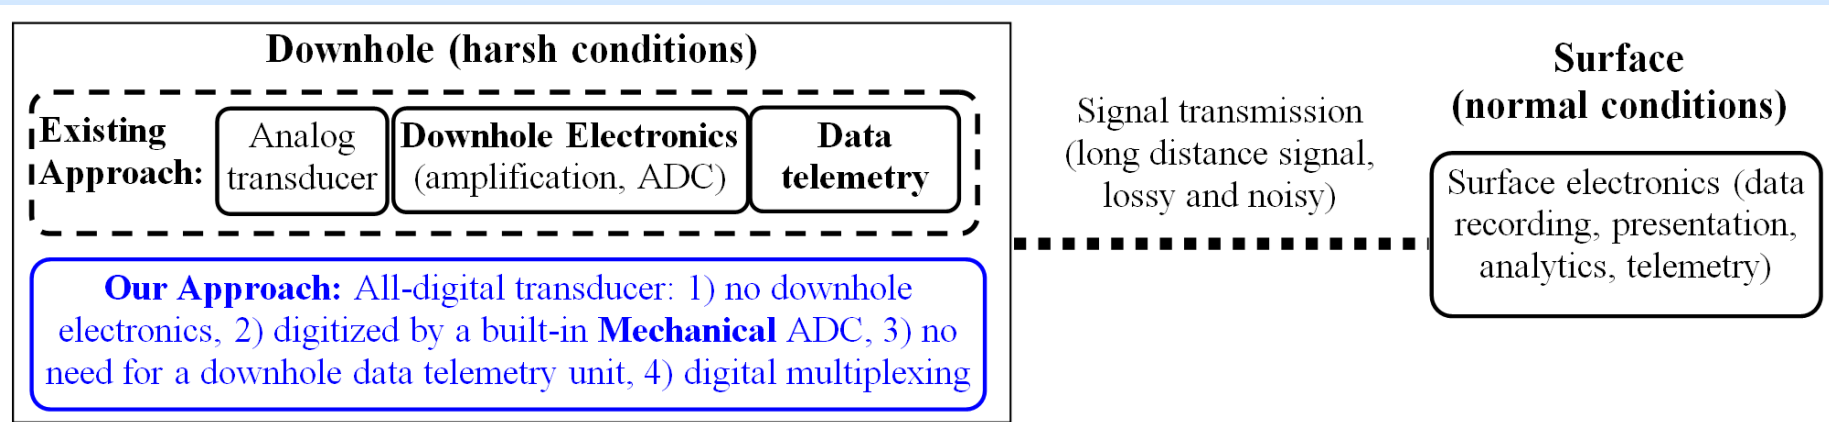 Downhole (harsh conditions)
Existing
Approach:
Analog
transducer
Downhole Electronics
(amplification, ADC)
Data
telemetry
Our Approach: All-digital transducer: 1) no downhole
electronics, 2) digitized by a built-in Mechanical ADC, 3) no
need for a downhole data telemetry unit, 4) digital multiplexing
Signal transmission
(long distance signal,
lossy and noisy)
Surface
(normal conditions)
Surface electronics (data
recording, presentation,
analytics, telemetry)